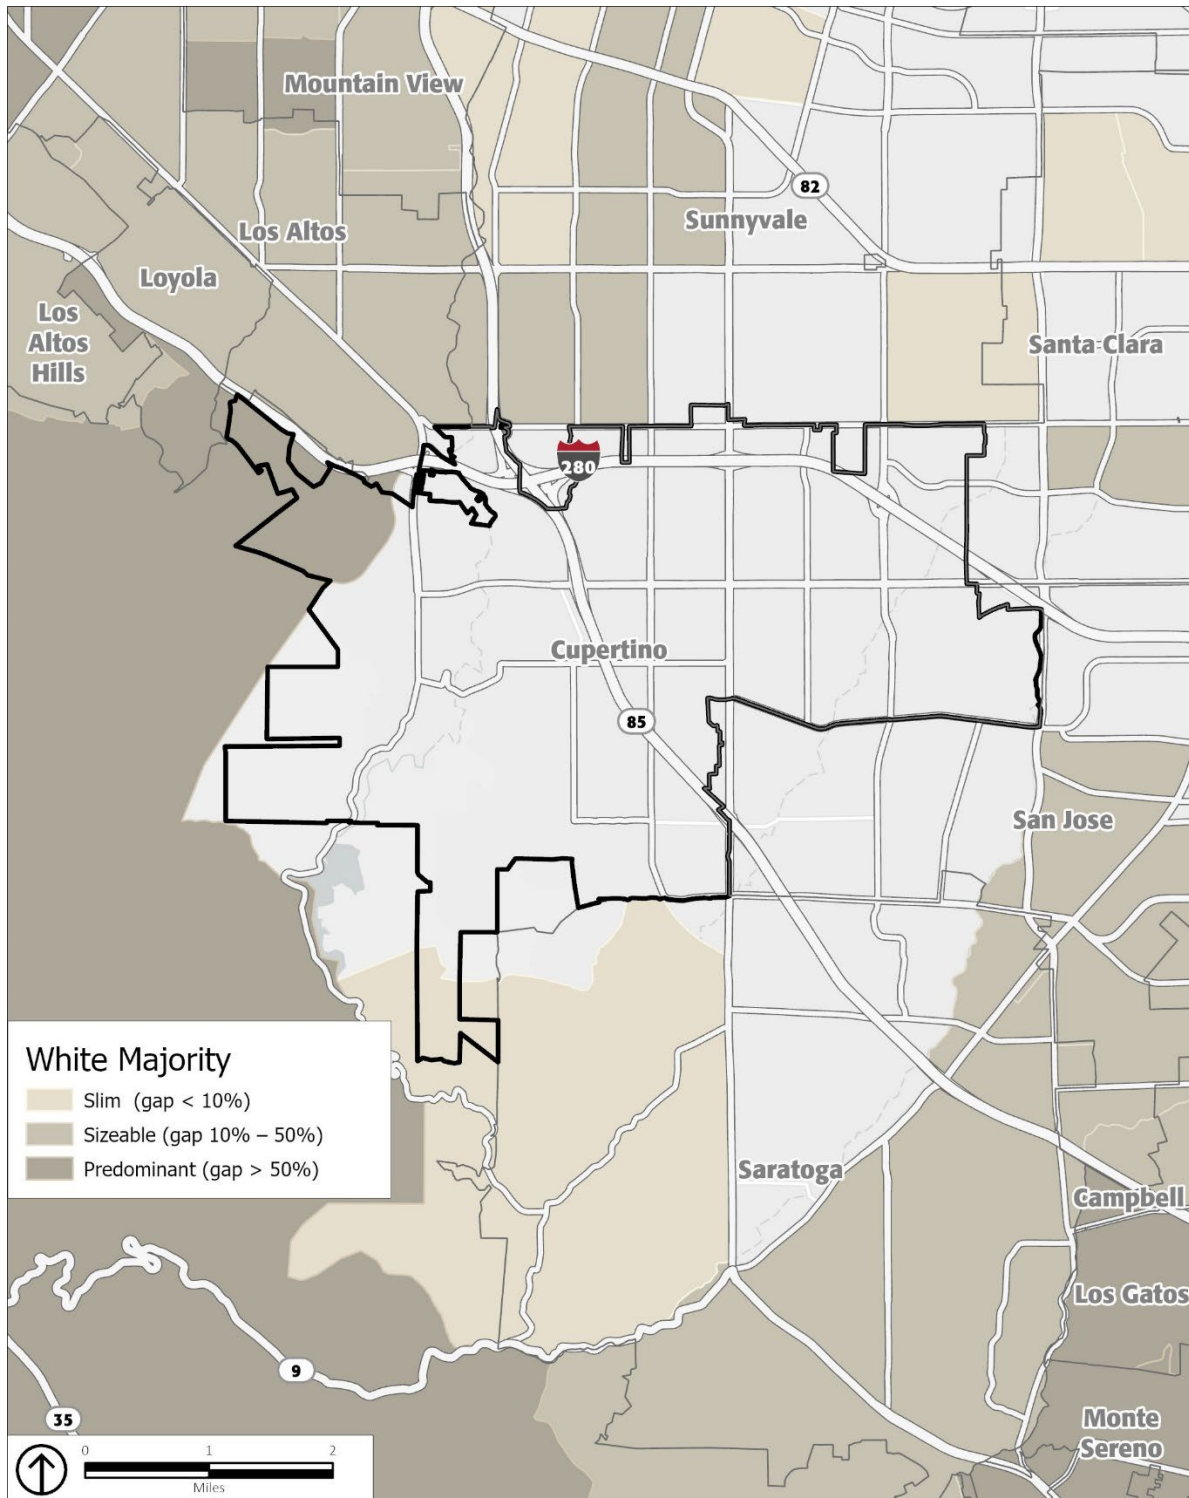 Mountain View
82
Sunnyvale
Los Altos
Loyola
Los
Altos
Hills
Santa Clara
280
Cupertino
85
San Jose
White Majority
Slim (gap < 10%)
Sizeable (gap 10% – 50%)
Predominant (gap > 50%)
Saratoga
Campbell
Los Gatos
9
35
Monte
Sereno
0 1 2
Miles